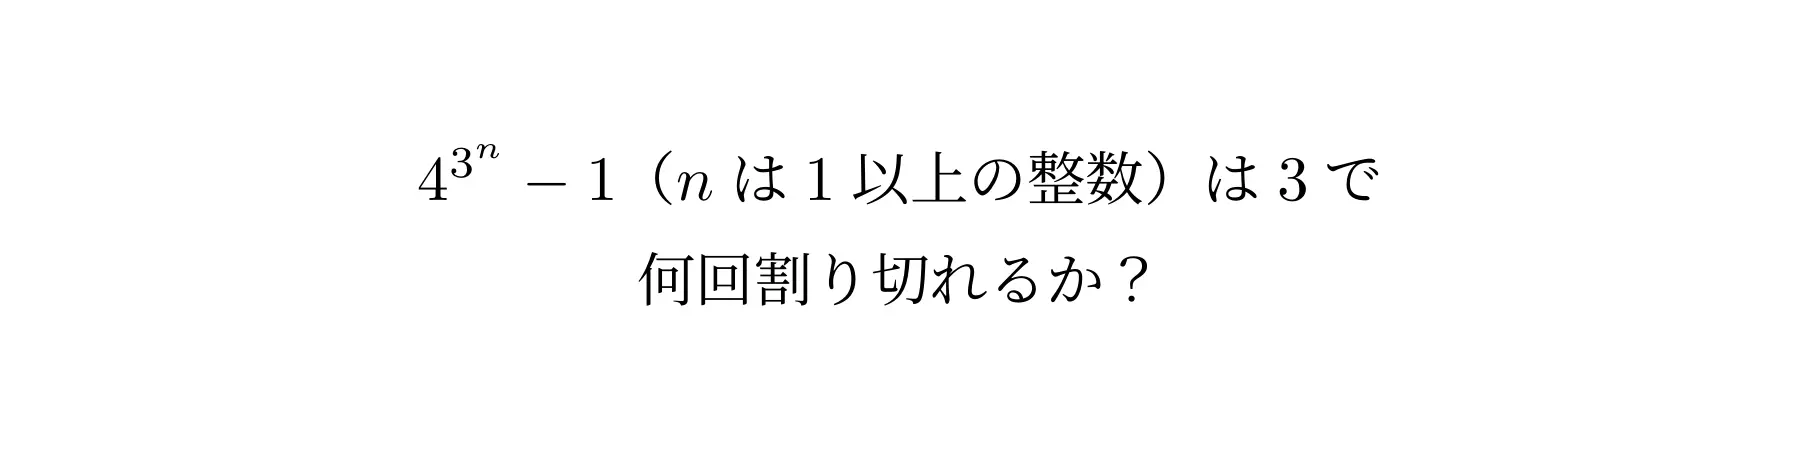 $4^{3^n} - 1$（$n$ は 1 以上の整数）は 3 で
何回割り切れるか？